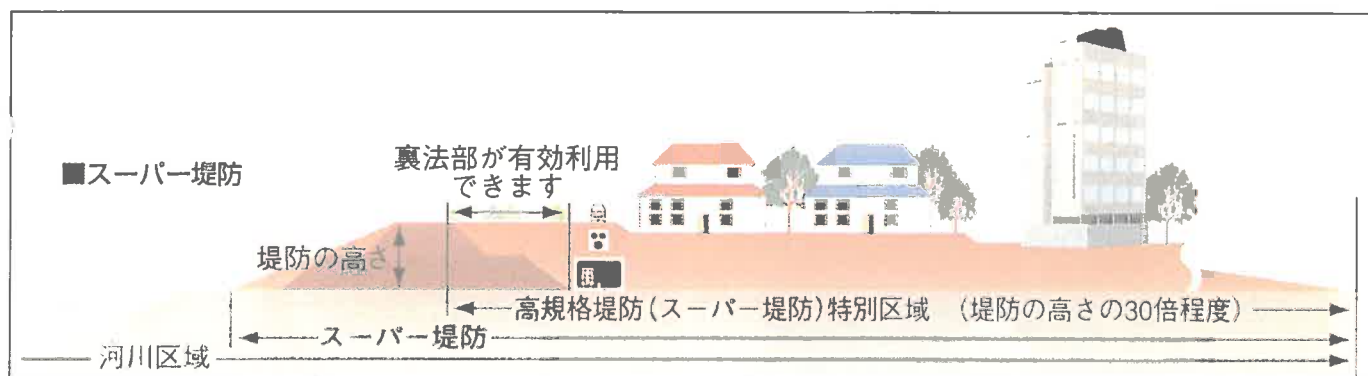 ■スーパー堤防
裏法部が有効利用
できます
堤防の高さ
高規格堤防(スーパー堤防)特別区域 (堤防の高さの30倍程度)
スーパー堤防
河川区域